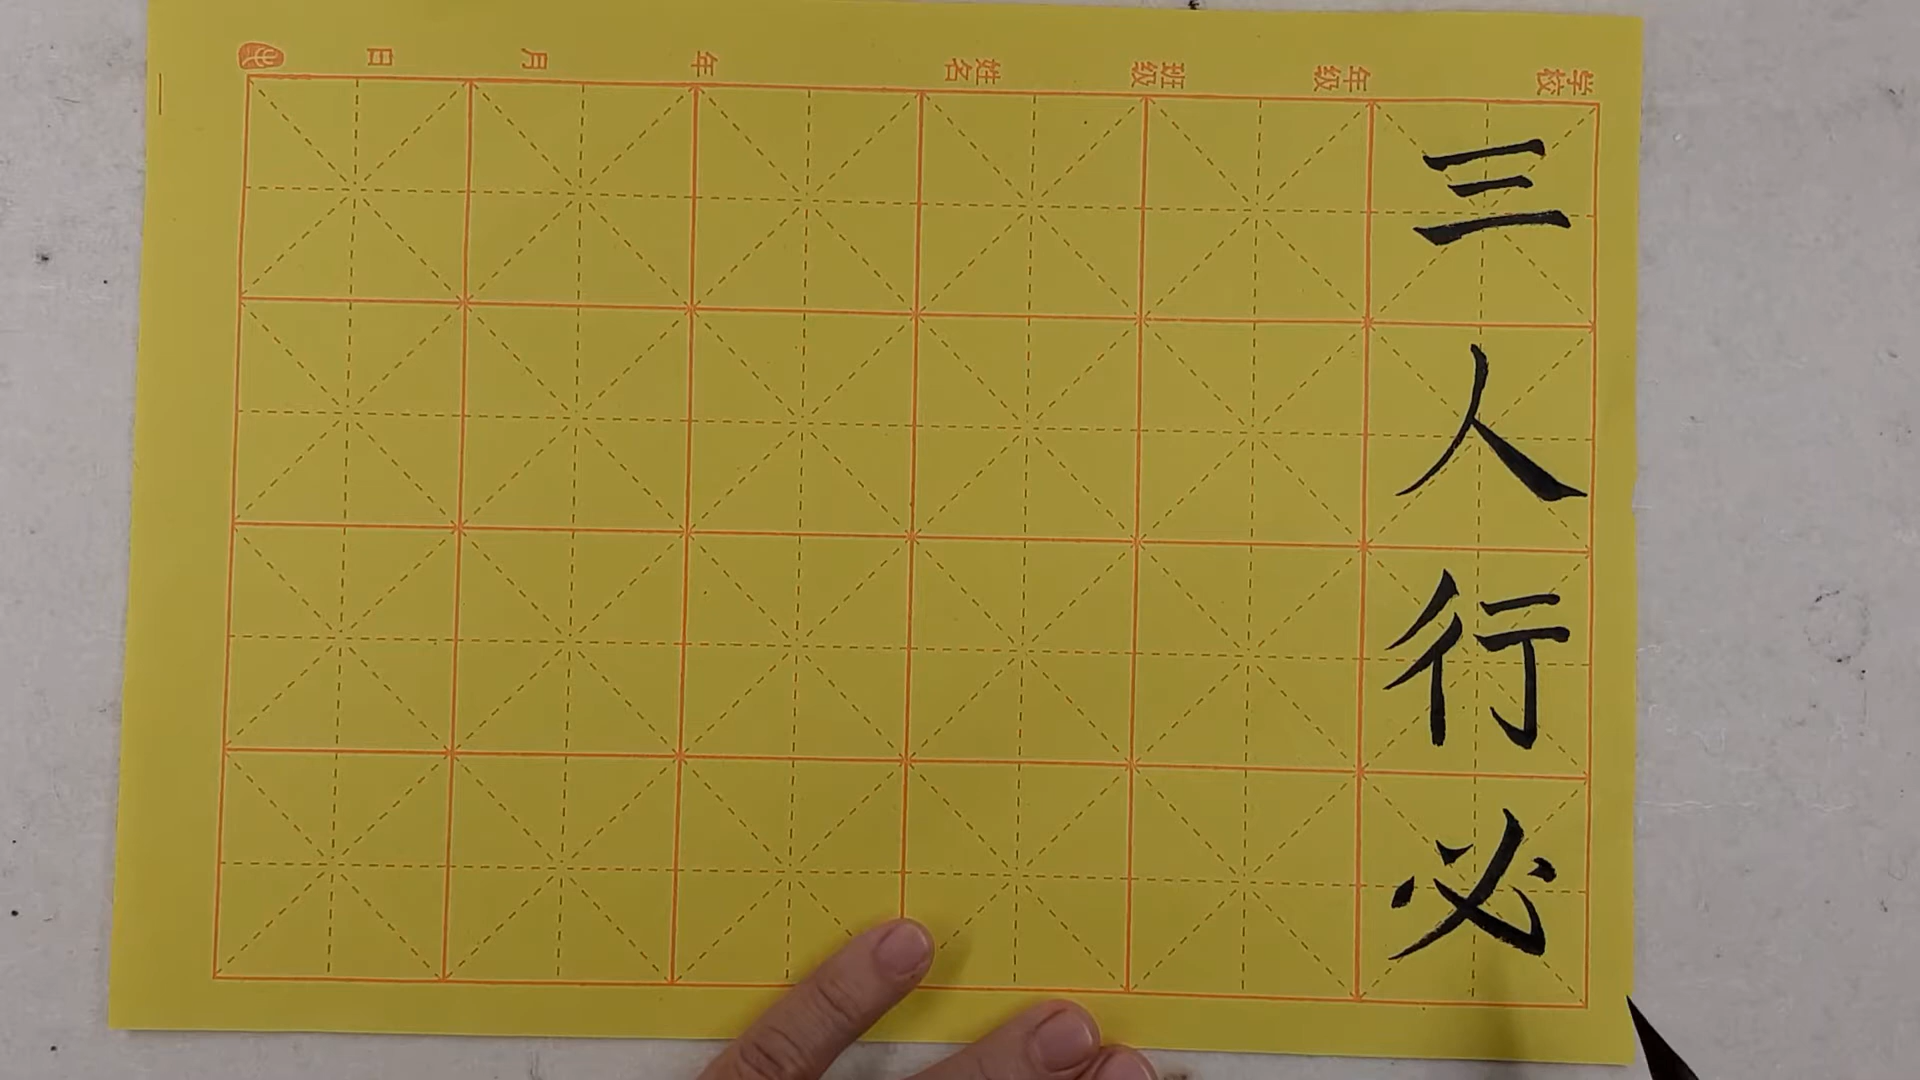 学校 年级 班级 姓名 年 月 日
三人行必